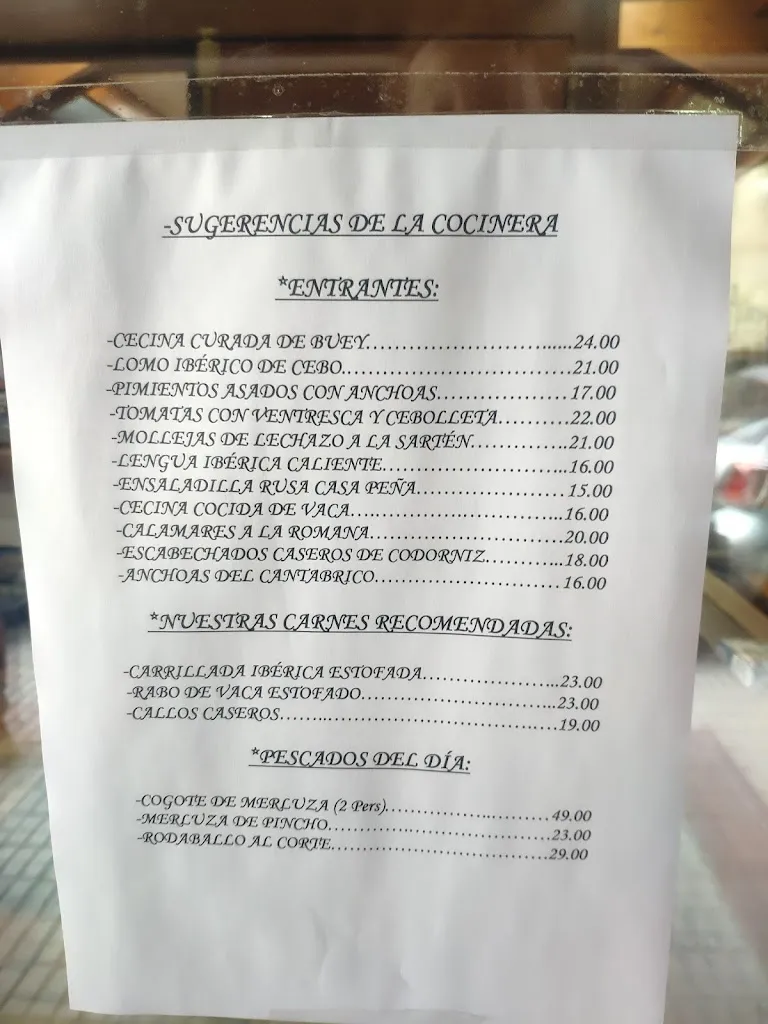 -SUGERENCIAS DE LA COCINERA
*ENTRANTES:
-CECINA CURADA DE BUEY.............................24.00
-LOMO IBÉRICO DE CEBO..............................21.00
-PIMIENTOS ASADOS CON ANCHOAS..................17.00
-TOMATAS CON VENTRESCA Y CEBOLLETA..........22.00
-MOLLEJAS DE LECHAZO A LA SARTÉN..............21.00
-LENGUA IBÉRICA CALIENTE..........................16.00
-ENSALADILLA RUSA CASA PEÑA.....................15.00
-CECINA COCIDA DE VACA..............................16.00
-CALAMARES A LA ROMANA...........................20.00
-ESCABECHADOS CASEROS DE CODORNIZ...........18.00
-ANCHOAS DEL CANTABRICO..........................16.00
*NUESTRAS CARNES RECOMENDADAS:
-CARRILLADA IBÉRICA ESTOFADA...................23.00
-RABO DE VACA ESTOFADO...........................23.00
-CALLOS CASEROS......................................19.00
*PESCADOS DEL DÍA:
-COGOTE DE MERLUZA (2 Pers)........................49.00
-MERLUZA DE PINCHO................................23.00
-RODABALLO AL CORTE...............................29.00